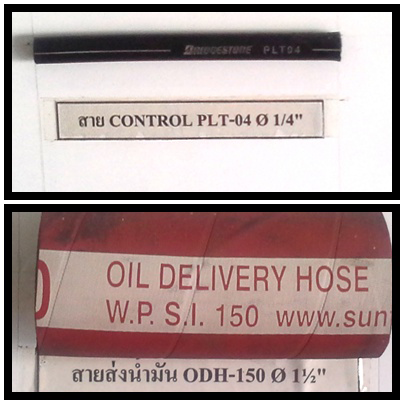 BRIDGESTONE PLT04
สาย CONTROL PLT-04 Ø 1/4"
OIL DELIVERY HOSE
W.P. S.I. 150 www.sun
สายส่งน้ำมัน ODH-150 Ø 1½"